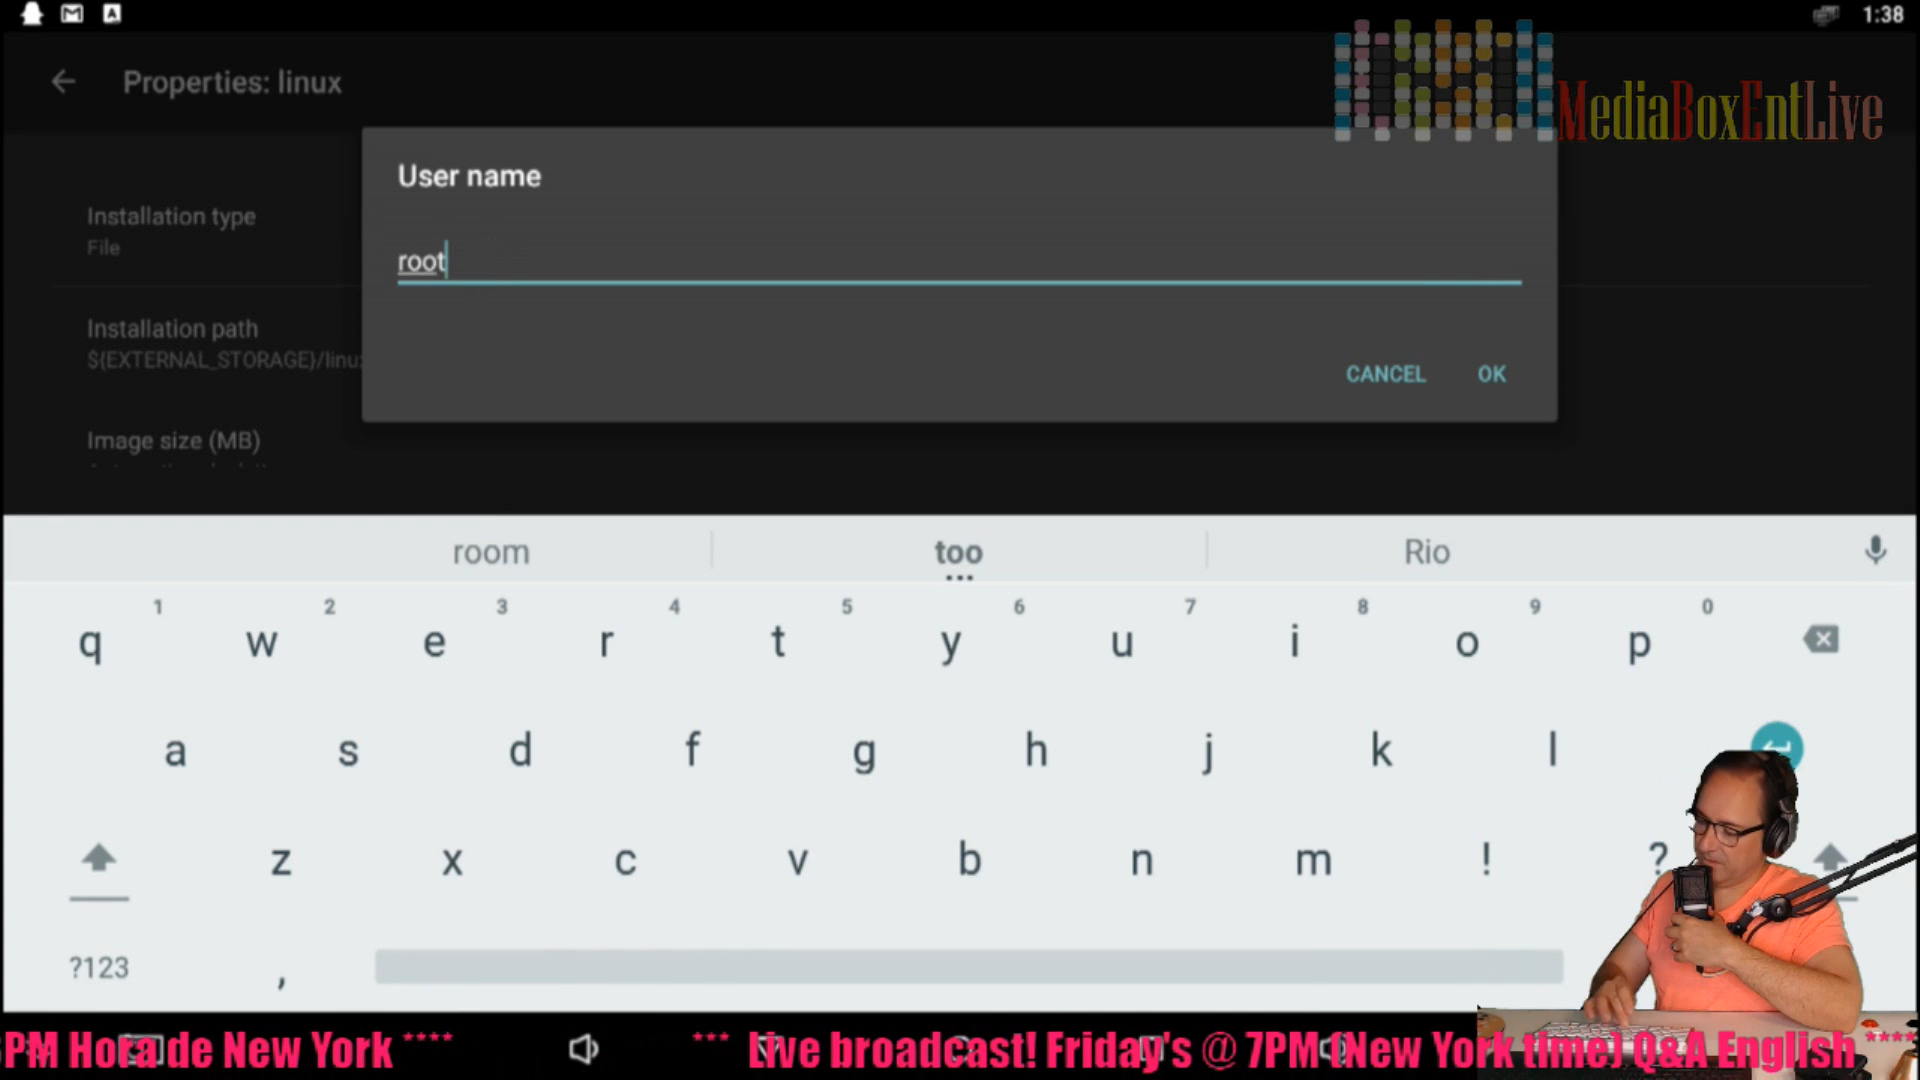 1:38
Properties: linux
MediaBoxEntLive
User name
root
CANCEL OK
Installation type
File
Installation path
${EXTERNAL_STORAGE}/linu
Image size (MB)
room too Rio
1 2 3 4 5 6 7 8 9 0
q w e r t y u i o p
a s d f g h j k l
z x c v b n m ! ?
?123 ,
PM Hora de New York **** *** Live broadcast! Friday's @ 7PM (New York time) Q&A English ****